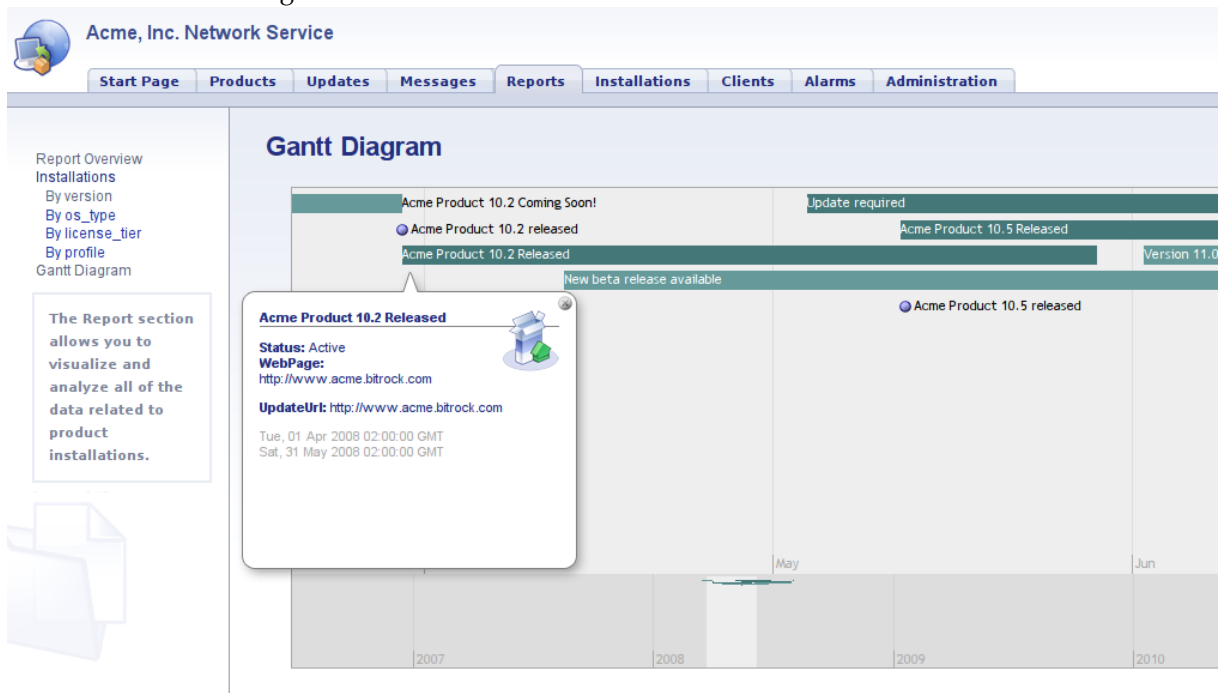 Acme, Inc. Network Service
Start Page Products Updates Messages Reports Installations Clients Alarms Administration
Report Overview
Installations
By version
By os_type
By license_tier
By profile
Gantt Diagram
The Report section
allows you to
visualize and
analyze all of the
data related to
product
installations.
Gantt Diagram
Acme Product 10.2 Coming Soon!
Update required
Acme Product 10.2 released
Acme Product 10.5 Released
Acme Product 10.2 Released
Version 11.0
New beta release available
Acme Product 10.5 released
Acme Product 10.2 Released
Status: Active
WebPage:
http://www.acme.bitrock.com
UpdateUrl: http://www.acme.bitrock.com
Tue, 01 Apr 2008 02:00:00 GMT
Sat, 31 May 2008 02:00:00 GMT
May Jun
2007 2008 2009 2010